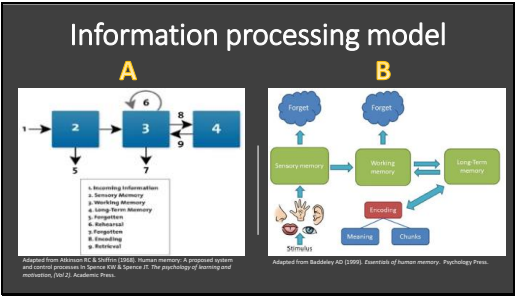 Information processing model
A
B
6
1
2
3
8
9
4
5
7
1. Incoming Information
2. Sensory Memory
3. Working Memory
4. Long-Term Memory
5. Forgotten
6. Rehearsal
7. Forgotten
8. Encoding
9. Retrieval
Adapted from Atkinson RC & Shiffrin (1968). Human memory: A proposed system
and control processes in Spence KW & Spence JT. The psychology of learning and
motivation, (Vol 2). Academic Press.
Forget
Forget
Sensory memory
Working
memory
Long-Term
memory
Encoding
Meaning
Chunks
Stimulus
Adapted from Baddeley AD (1999). Essentials of human memory. Psychology Press.